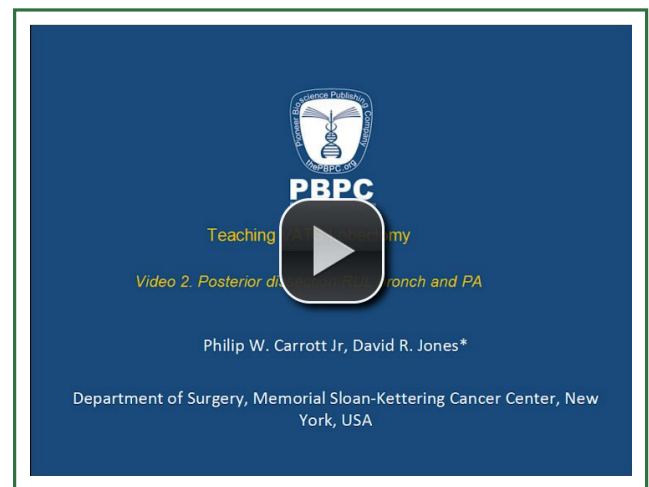 Pioneer Bioscience Publishing Company
thePBPC.org
PBPC
Teaching
Video 2. Posterior and PA
Philip W. Carrott Jr, David R. Jones*
Department of Surgery, Memorial Sloan-Kettering Cancer Center, New
York, USA